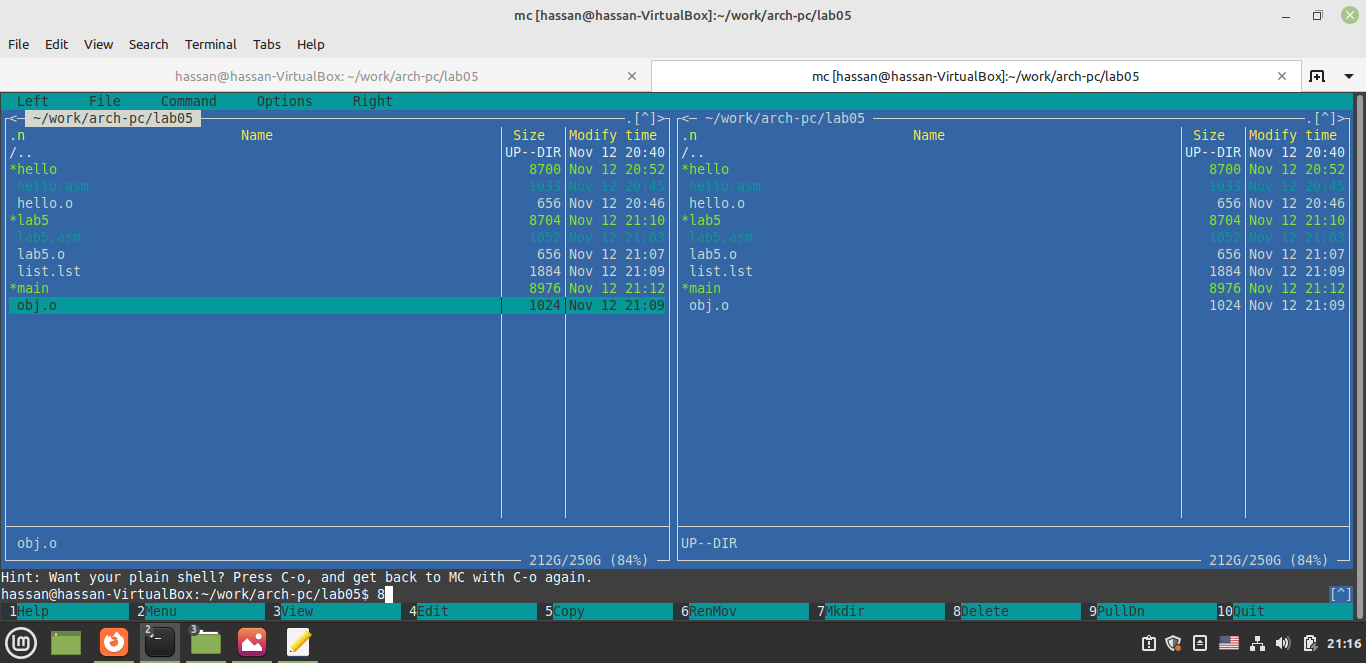 mc [hassan@hassan-VirtualBox]:~/work/arch-pc/lab05
File Edit View Search Terminal Tabs Help
hassan@hassan-VirtualBox: ~/work/arch-pc/lab05 × mc [hassan@hassan-VirtualBox]:~/work/arch-pc/lab05 ×
Left File Command Options Right
<─ ~/work/arch-pc/lab05 ─.[^]> <─ ~/work/arch-pc/lab05 ─.[^]>
.n Name Size Modify time .n Name Size Modify time
/.. UP--DIR Nov 12 20:40 /.. UP--DIR Nov 12 20:40
*hello 8700 Nov 12 20:52 *hello 8700 Nov 12 20:52
hello.asm 1033 Nov 12 20:45 hello.asm 1033 Nov 12 20:45
hello.o 656 Nov 12 20:46 hello.o 656 Nov 12 20:46
*lab5 8704 Nov 12 21:10 *lab5 8704 Nov 12 21:10
lab5.asm 1052 Nov 12 21:03 lab5.asm 1052 Nov 12 21:03
lab5.o 656 Nov 12 21:07 lab5.o 656 Nov 12 21:07
list.lst 1884 Nov 12 21:09 list.lst 1884 Nov 12 21:09
*main 8976 Nov 12 21:12 *main 8976 Nov 12 21:12
obj.o 1024 Nov 12 21:09 obj.o 1024 Nov 12 21:09
obj.o UP--DIR
212G/250G (84%) 212G/250G (84%)
Hint: Want your plain shell? Press C-o, and get back to MC with C-o again.
hassan@hassan-VirtualBox:~/work/arch-pc/lab05$ 8 [^]
1Help 2Menu 3View 4Edit 5Copy 6RenMov 7Mkdir 8Delete 9PullDn 10Quit
2 3 21:16